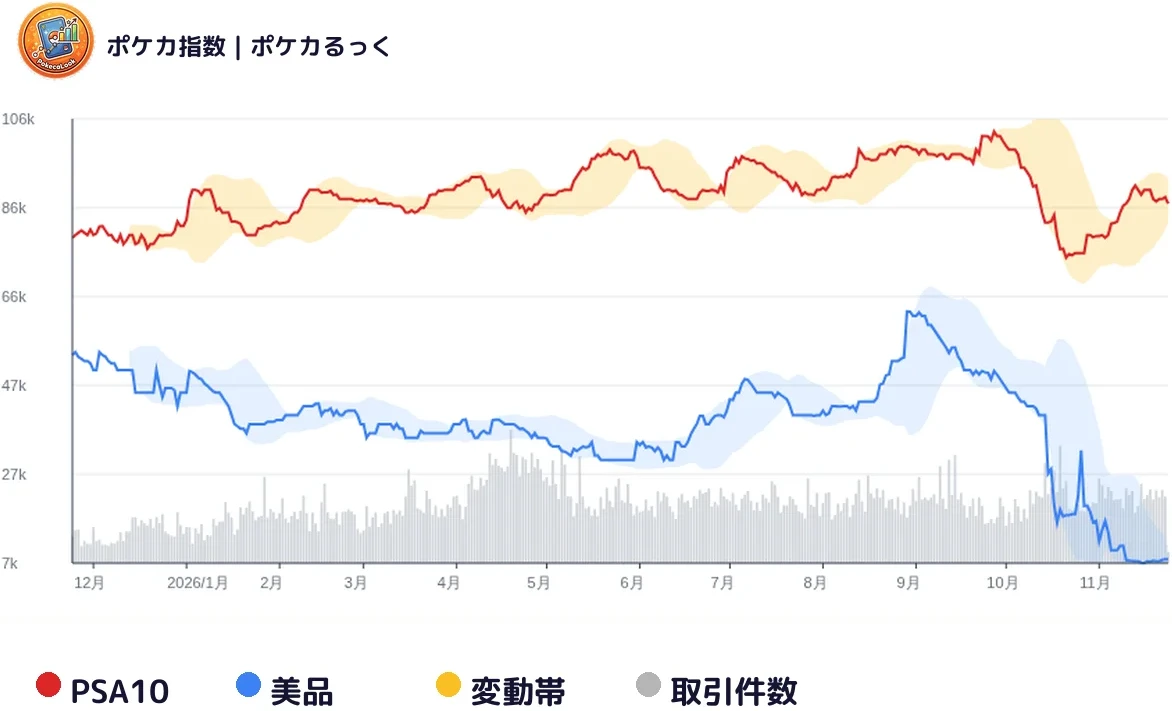 PokecaLook
ポケカ指数 | ポケカるっく
106k
86k
66k
47k
27k
7k
12月 2026/1月 2月 3月 4月 5月 6月 7月 8月 9月 10月 11月
PSA10 美品 変動帯 取引件数